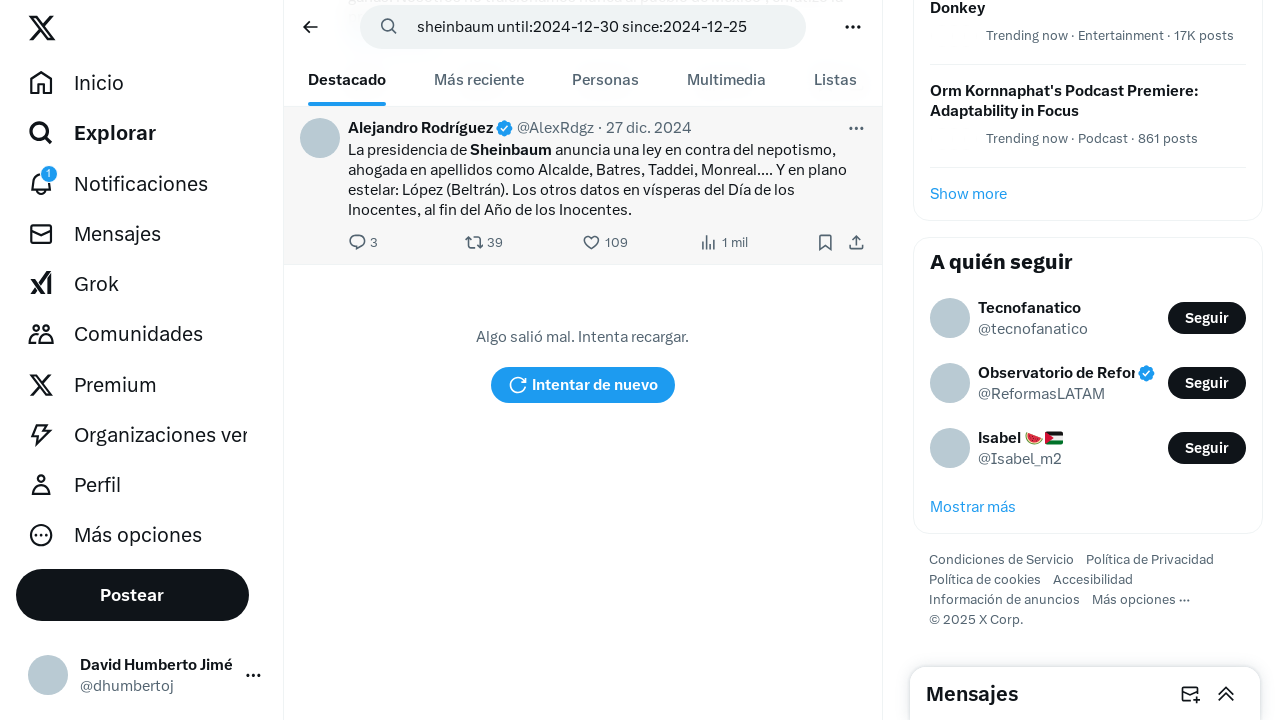 Inicio
Explorar
1
Notificaciones
Mensajes
Grok
Comunidades
Premium
Organizaciones ver
Perfil
Más opciones
Postear
David Humberto Jimé
@dhumbertoj
sheinbaum until:2024-12-30 since:2024-12-25
Destacado
Más reciente
Personas
Multimedia
Listas
Alejandro Rodríguez @AlexRdgz · 27 dic. 2024
La presidencia de Sheinbaum anuncia una ley en contra del nepotismo,
ahogada en apellidos como Alcalde, Batres, Taddei, Monreal.... Y en plano
estelar: López (Beltrán). Los otros datos en vísperas del Día de los
Inocentes, al fin del Año de los Inocentes.
3
39
109
1 mil
Algo salió mal. Intenta recargar.
Intentar de nuevo
Donkey
Trending now · Entertainment · 17K posts
Orm Kornnaphat's Podcast Premiere:
Adaptability in Focus
Trending now · Podcast · 861 posts
Show more
A quién seguir
Tecnofanatico
@tecnofanatico
Seguir
Observatorio de Refor
@ReformasLATAM
Seguir
Isabel
@Isabel_m2
Seguir
Mostrar más
Condiciones de Servicio Política de Privacidad
Política de cookies Accesibilidad
Información de anuncios Más opciones ···
© 2025 X Corp.
Mensajes